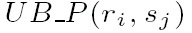 UB_P(r_i, s_j)